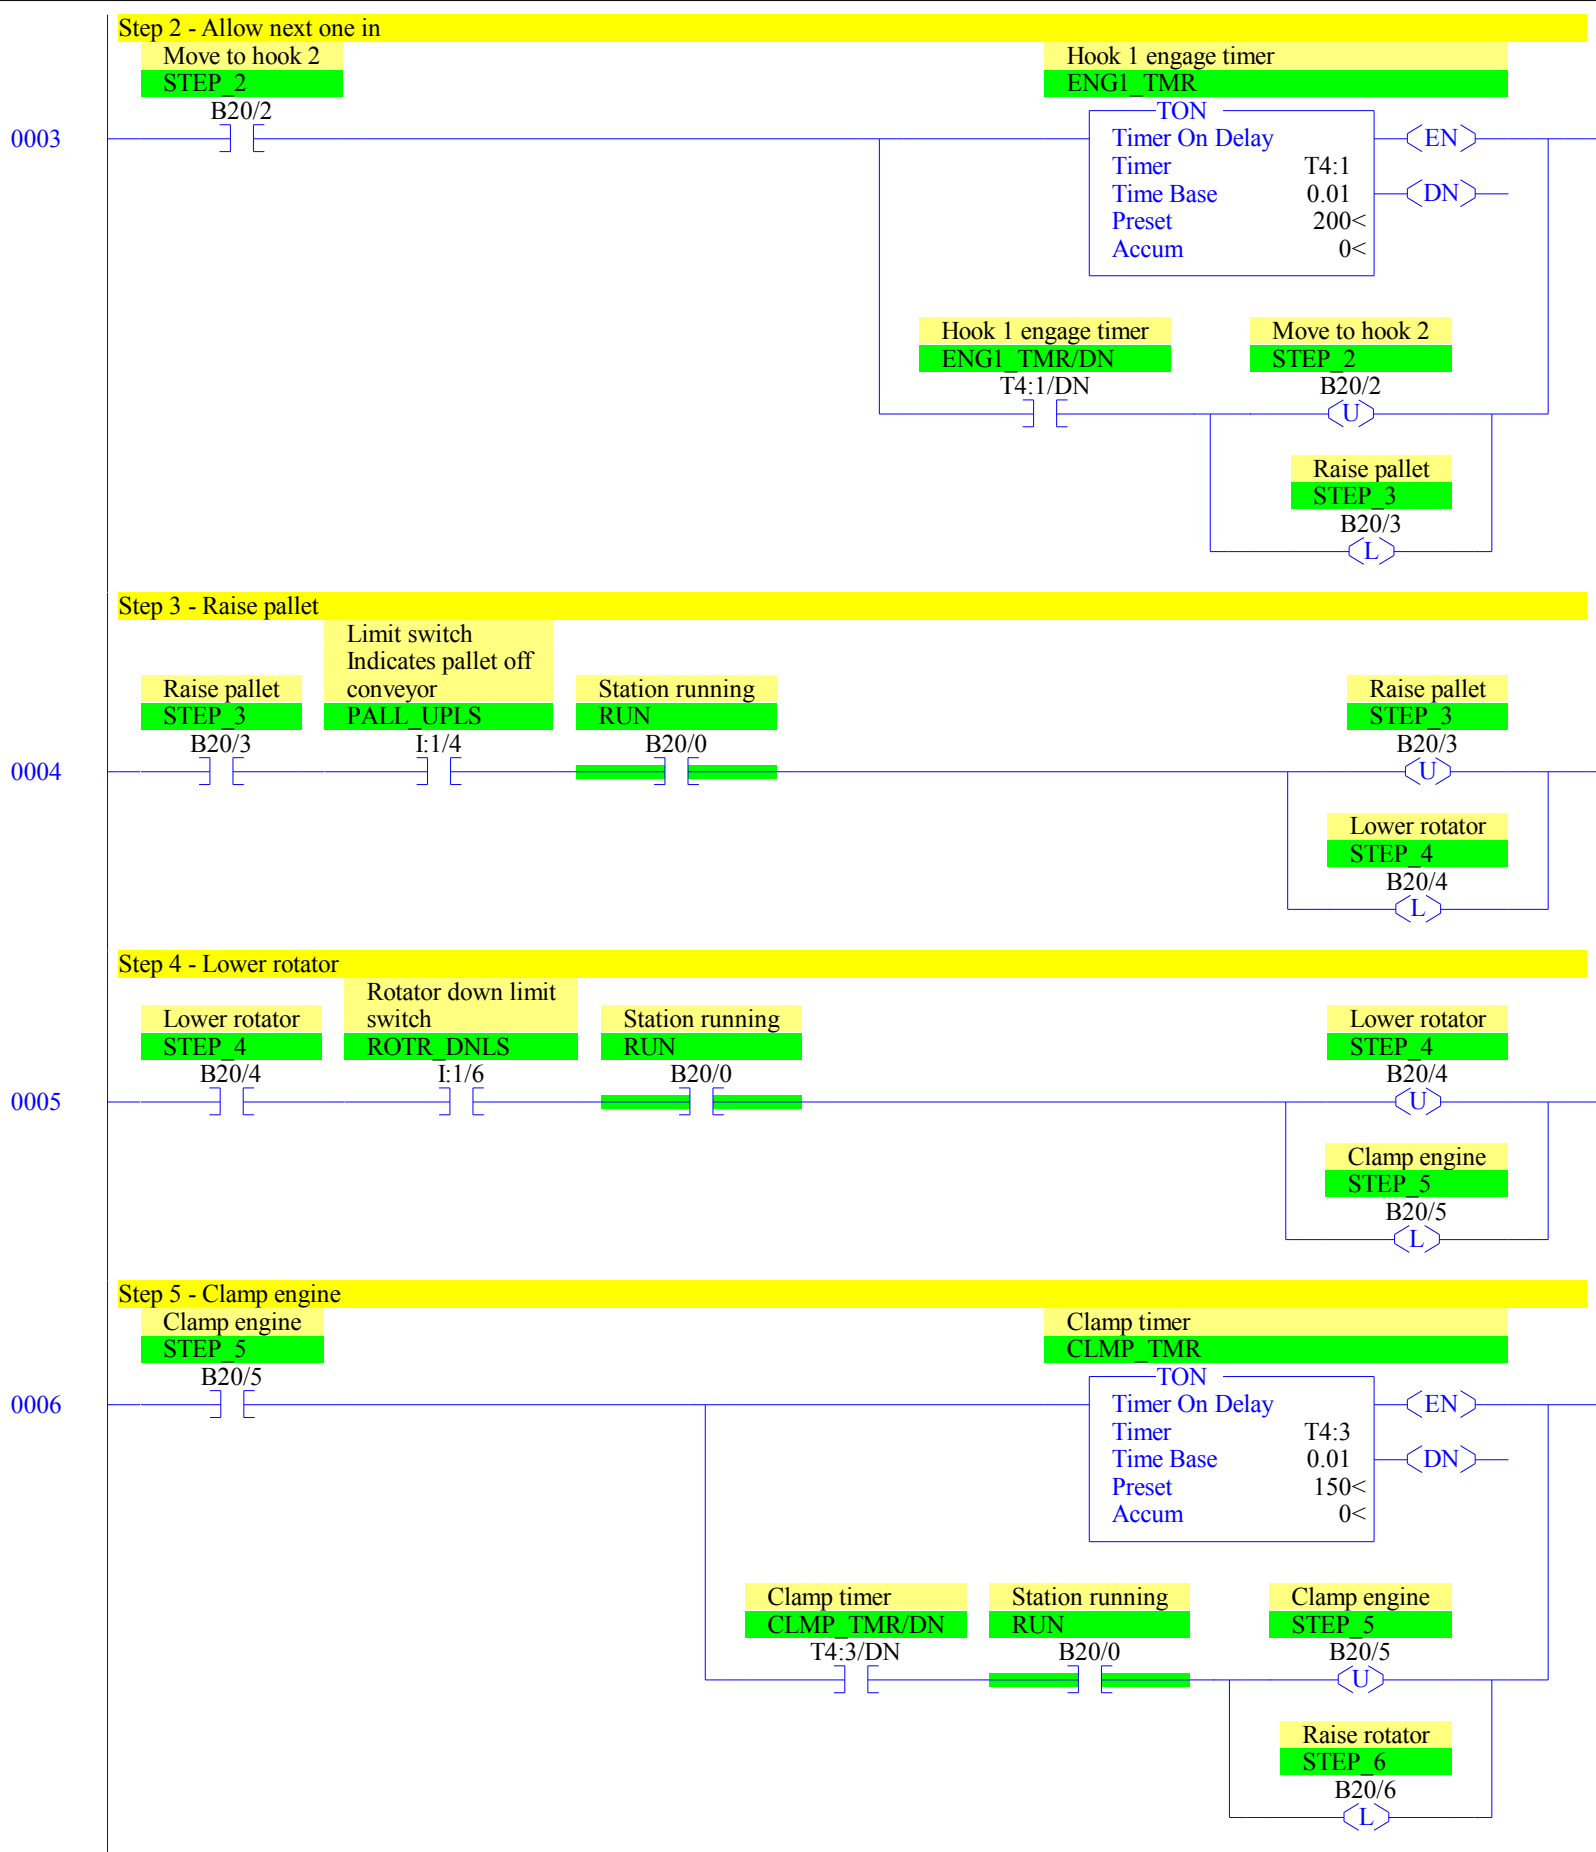 Step 2 - Allow next one in
Move to hook 2
STEP_2
B20/2
Hook 1 engage timer
ENG1_TMR
0003
TON
Timer On Delay
Timer T4:1
Time Base 0.01
Preset 200<
Accum 0<
EN
DN
Hook 1 engage timer
ENG1_TMR/DN
T4:1/DN
Move to hook 2
STEP_2
B20/2
U
Raise pallet
STEP_3
B20/3
L
Step 3 - Raise pallet
Raise pallet
STEP_3
B20/3
Limit switch
Indicates pallet off
conveyor
PALL_UPLS
I:1/4
Station running
RUN
B20/0
Raise pallet
STEP_3
B20/3
0004
U
Lower rotator
STEP_4
B20/4
L
Step 4 - Lower rotator
Lower rotator
STEP_4
B20/4
Rotator down limit
switch
ROTR_DNLS
I:1/6
Station running
RUN
B20/0
Lower rotator
STEP_4
B20/4
0005
U
Clamp engine
STEP_5
B20/5
L
Step 5 - Clamp engine
Clamp engine
STEP_5
B20/5
Clamp timer
CLMP_TMR
0006
TON
Timer On Delay
Timer T4:3
Time Base 0.01
Preset 150<
Accum 0<
EN
DN
Clamp timer
CLMP_TMR/DN
T4:3/DN
Station running
RUN
B20/0
Clamp engine
STEP_5
B20/5
U
Raise rotator
STEP_6
B20/6
L